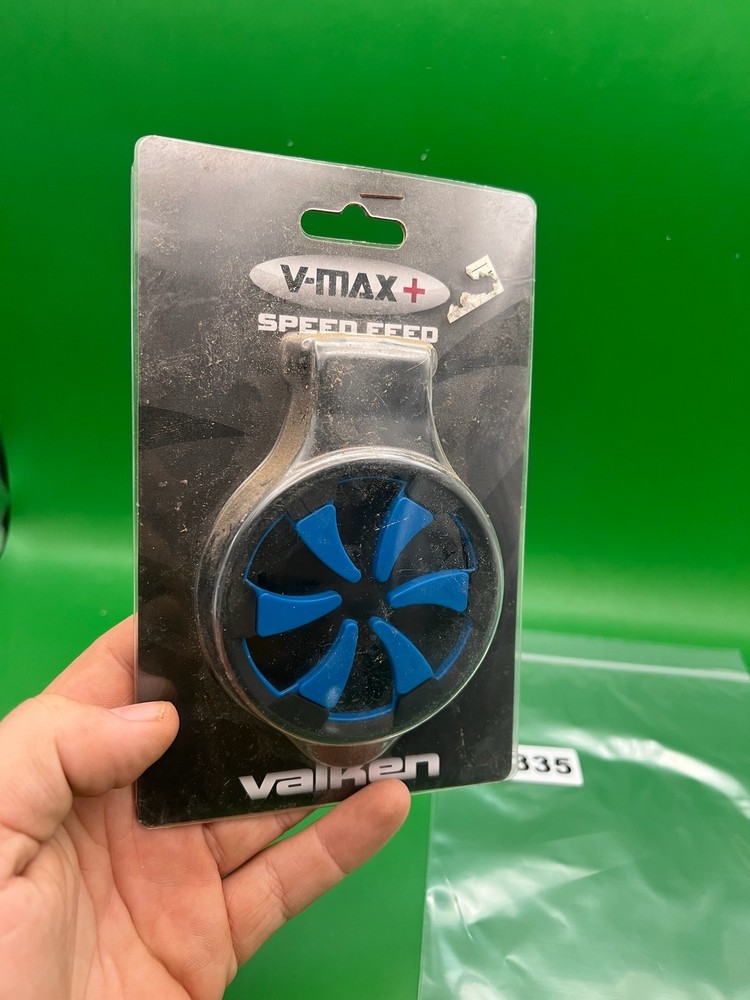 V-MAX+
SPEED FEED
valken
335